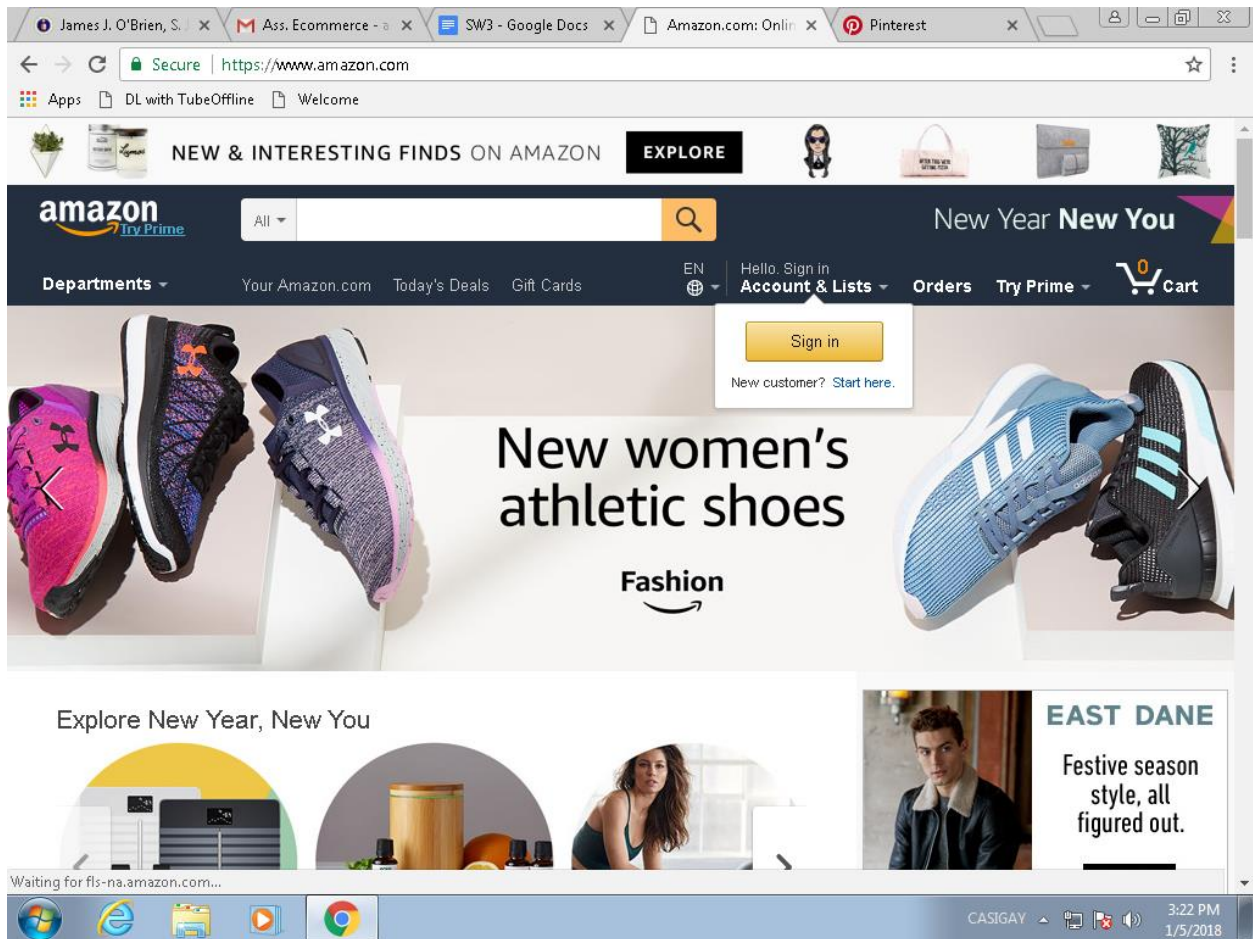 James J. O'Brien, S. J
Ass. Ecommerce - a
SW3 - Google Docs
Amazon.com: Onlin
Pinterest
Secure | https://www.amazon.com
Apps DL with TubeOffline Welcome
NEW & INTERESTING FINDS ON AMAZON EXPLORE
amazon
Try Prime
All
New Year New You
Departments
Your Amazon.com Today's Deals Gift Cards
EN
Hello. Sign in
Account & Lists
Orders
Try Prime
0
Cart
Sign in
New customer? Start here.
New women's
athletic shoes
Fashion
Explore New Year, New You
EAST DANE
Festive season
style, all
figured out.
Waiting for fls-na.amazon.com...
CASIGAY
3:22 PM
1/5/2018